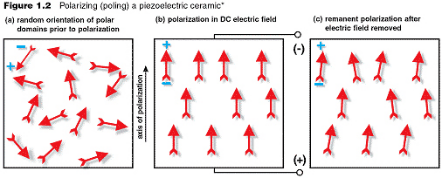 Figure 1.2 Polarizing (poling) a piezoelectric ceramic*
(a) random orientation of polar
domains prior to polarization
(b) polarization in DC electric field
(c) remanent polarization after
electric field removed
−
+
axis of polarization
+
−
(-)
(+)
+
−